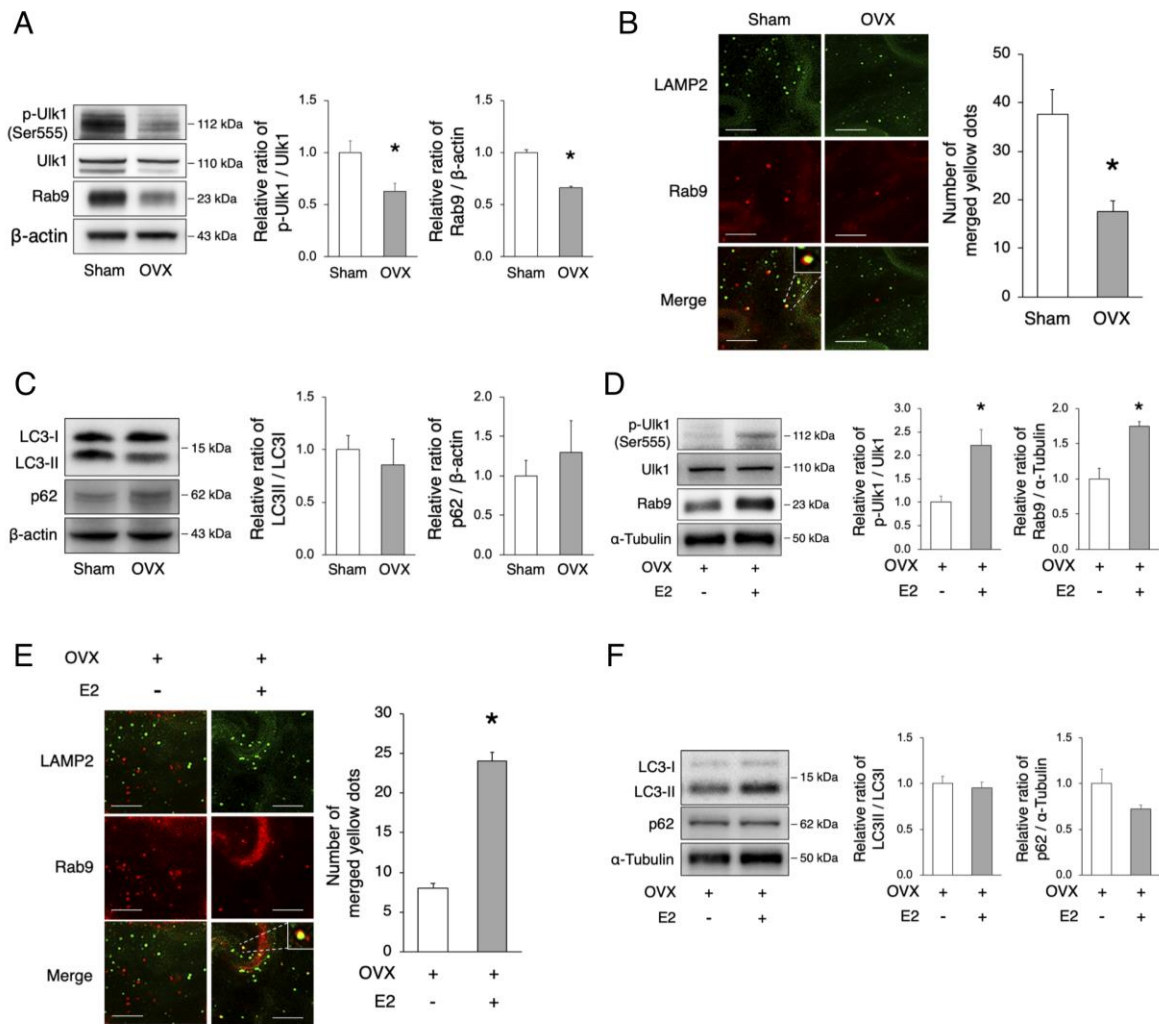 A
p-Ulk1
(Ser555)
Ulk1
Rab9
β-actin
112 kDa
110 kDa
23 kDa
43 kDa
Sham OVX
Relative ratio of
p-Ulk1 / Ulk1
1.5
1.0
0.5
0.0
*
Sham OVX
Relative ratio of
Rab9 / β-actin
1.5
1.0
0.5
0.0
*
Sham OVX
B
Sham OVX
LAMP2
Rab9
Merge
Number of
merged yellow dots
50
40
30
20
10
0
*
Sham OVX
C
LC3-I
LC3-II
p62
β-actin
15 kDa
62 kDa
43 kDa
Sham OVX
Relative ratio of
LC3II / LC3I
1.5
1.0
0.5
0.0
Sham OVX
Relative ratio of
p62 / β-actin
2.0
1.5
1.0
0.5
0.0
Sham OVX
D
p-Ulk1
(Ser555)
Ulk1
Rab9
α-Tubulin
112 kDa
110 kDa
23 kDa
50 kDa
OVX + +
E2 - +
Relative ratio of
p-Ulk1 / Ulk1
3.0
2.5
2.0
1.5
1.0
0.5
0.0
*
OVX + +
E2 - +
Relative ratio of
Rab9 / α-Tubulin
2.0
1.5
1.0
0.5
0.0
*
OVX + +
E2 - +
E
OVX + +
E2 - +
LAMP2
Rab9
Merge
Number of
merged yellow dots
30
25
20
15
10
5
0
*
OVX + +
E2 - +
F
LC3-I
LC3-II
p62
α-Tubulin
15 kDa
62 kDa
50 kDa
OVX + +
E2 - +
Relative ratio of
LC3II / LC3I
1.5
1.0
0.5
0.0
OVX + +
E2 - +
Relative ratio of
p62 / α-Tubulin
1.5
1.0
0.5
0.0
OVX + +
E2 - +